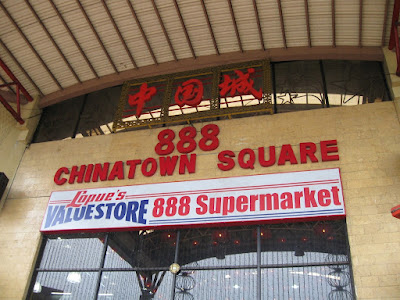 中国城
888
CHINATOWN SQUARE
Lopue's
VALUESTORE 888 Supermarket